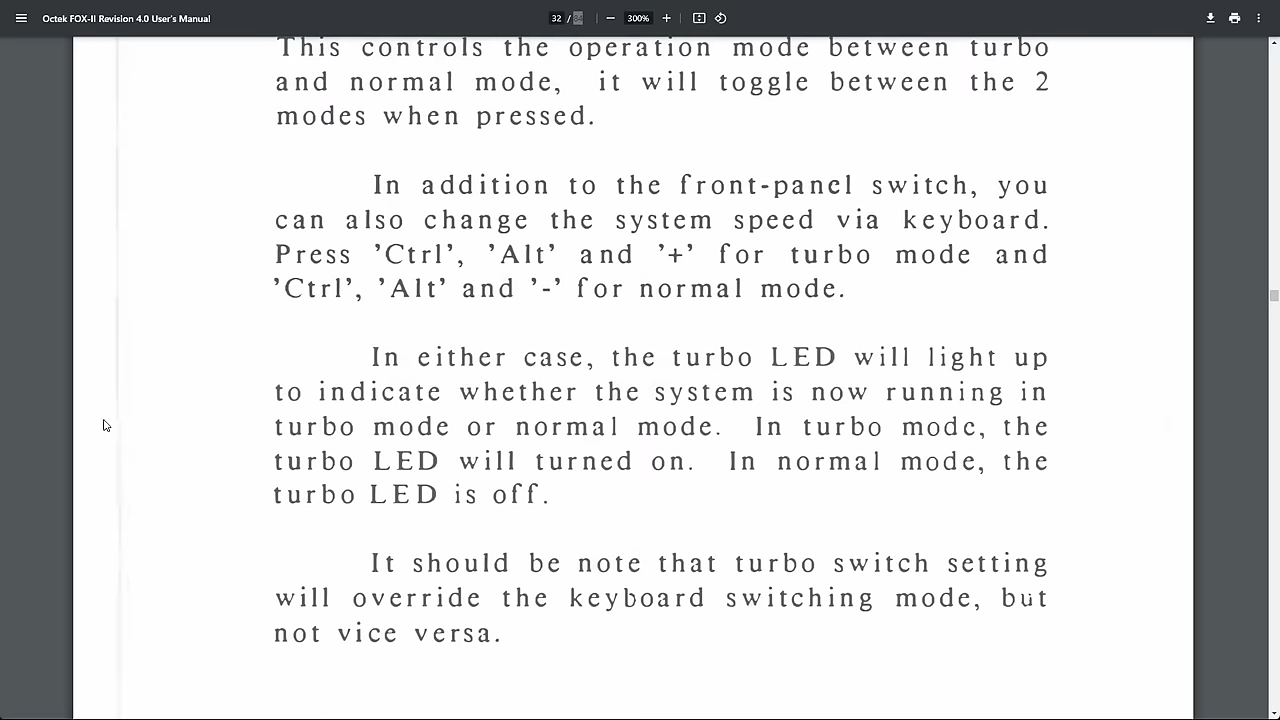 Octek FOX-II Revision 4.0 User's Manual
32 / 84
300%
This controls the operation mode between turbo
and normal mode, it will toggle between the 2
modes when pressed.
In addition to the front-panel switch, you
can also change the system speed via keyboard.
Press 'Ctrl', 'Alt' and '+' for turbo mode and
'Ctrl', 'Alt' and '-' for normal mode.
In either case, the turbo LED will light up
to indicate whether the system is now running in
turbo mode or normal mode. In turbo mode, the
turbo LED will turned on. In normal mode, the
turbo LED is off.
It should be note that turbo switch setting
will override the keyboard switching mode, but
not vice versa.